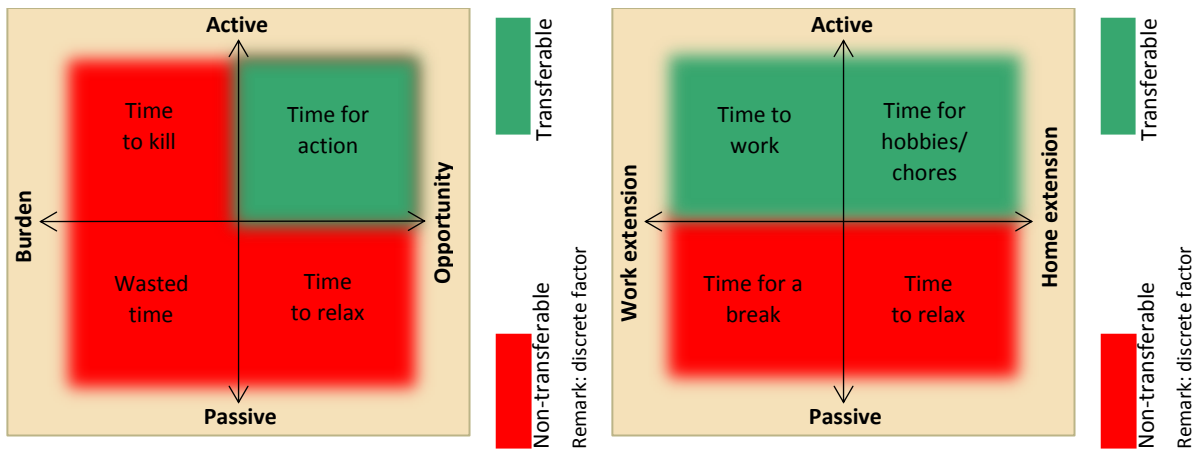 Active
Time
to kill
Time for
action
Burden
Opportunity
Wasted
time
Time
to relax
Passive
Transferable
Non-transferable
Remark: discrete factor
Active
Time to
work
Time for
hobbies/
chores
Work extension
Home extension
Time for a
break
Time
to relax
Passive
Transferable
Non-transferable
Remark: discrete factor